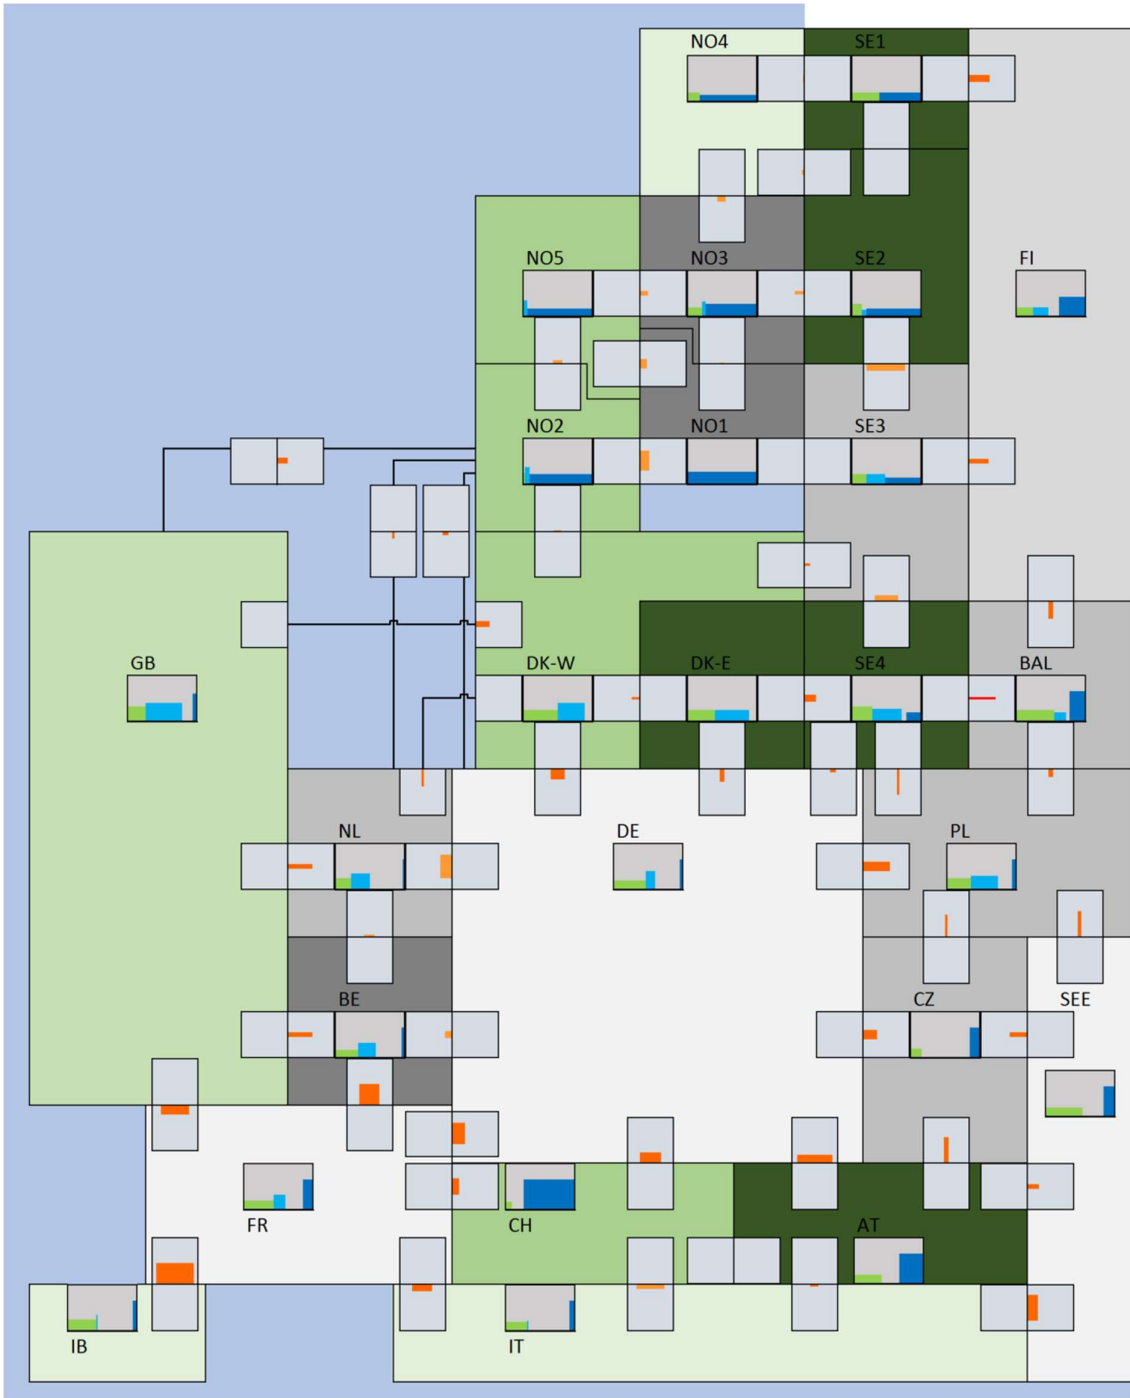 NO4 SE1
NO5 NO3 SE2 FI
NO2 NO1 SE3
GB DK-W DK-E SE4 BAL
NL DE PL
BE CZ SEE
FR CH AT
IB IT